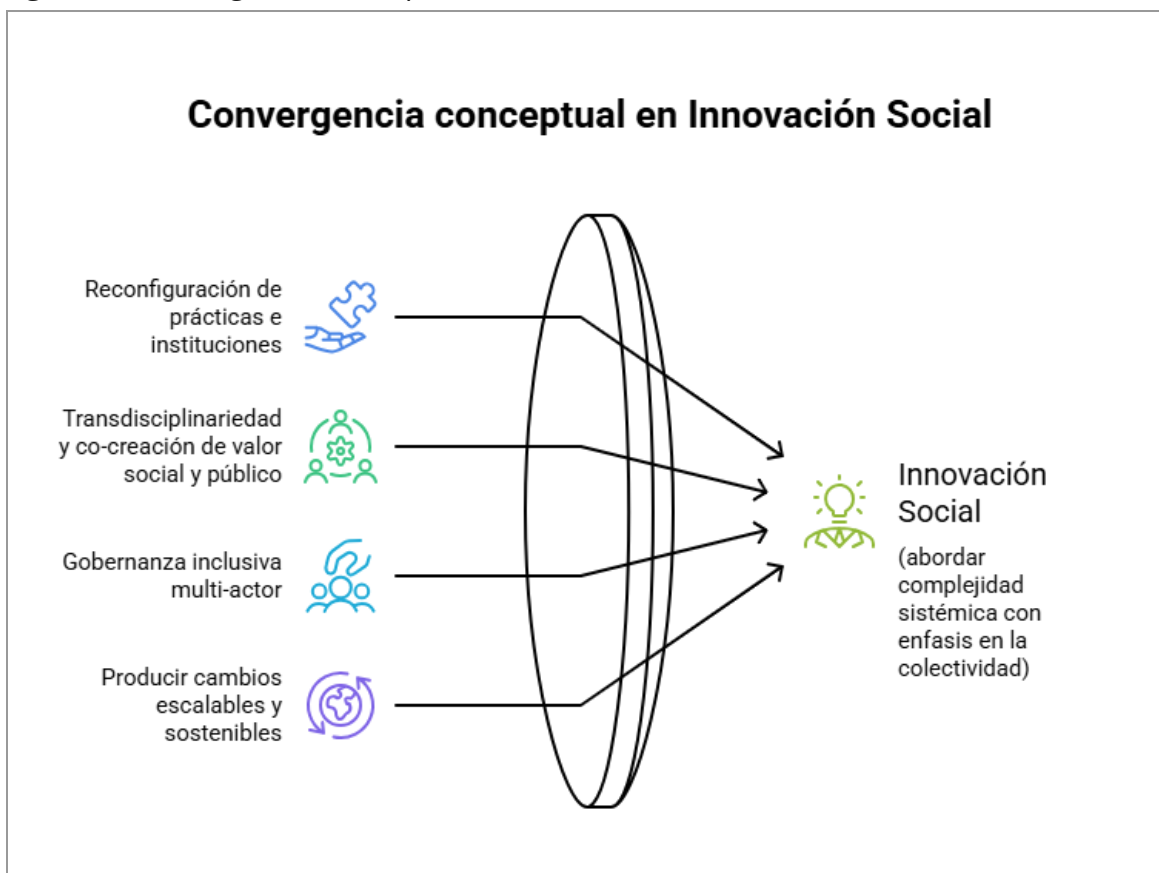 Convergencia conceptual en Innovación Social
Reconfiguración de
prácticas e
instituciones
Transdisciplinariedad
y co-creación de valor
social y público
Gobernanza inclusiva
multi-actor
Producir cambios
escalables y
sostenibles
Innovación
Social
(abordar
complejidad
sistémica con
enfasis en la
colectividad)